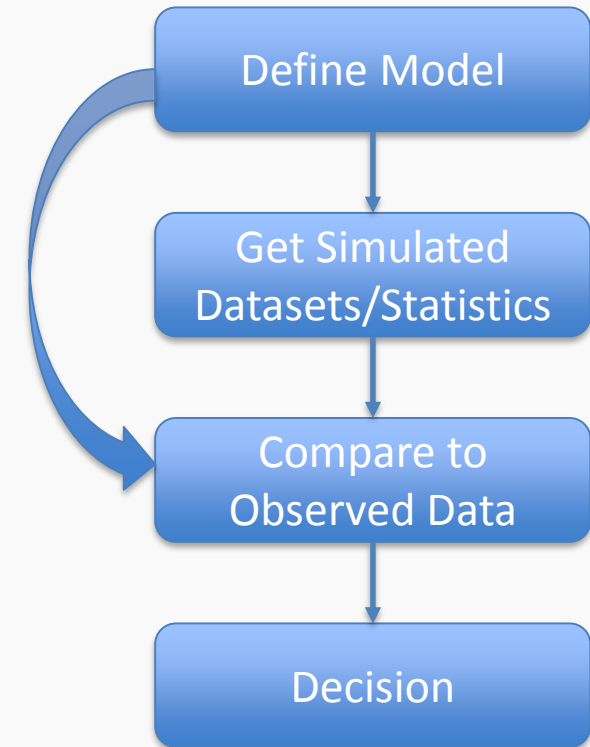 Define Model
Get Simulated
Datasets/Statistics
Compare to
Observed Data
Decision